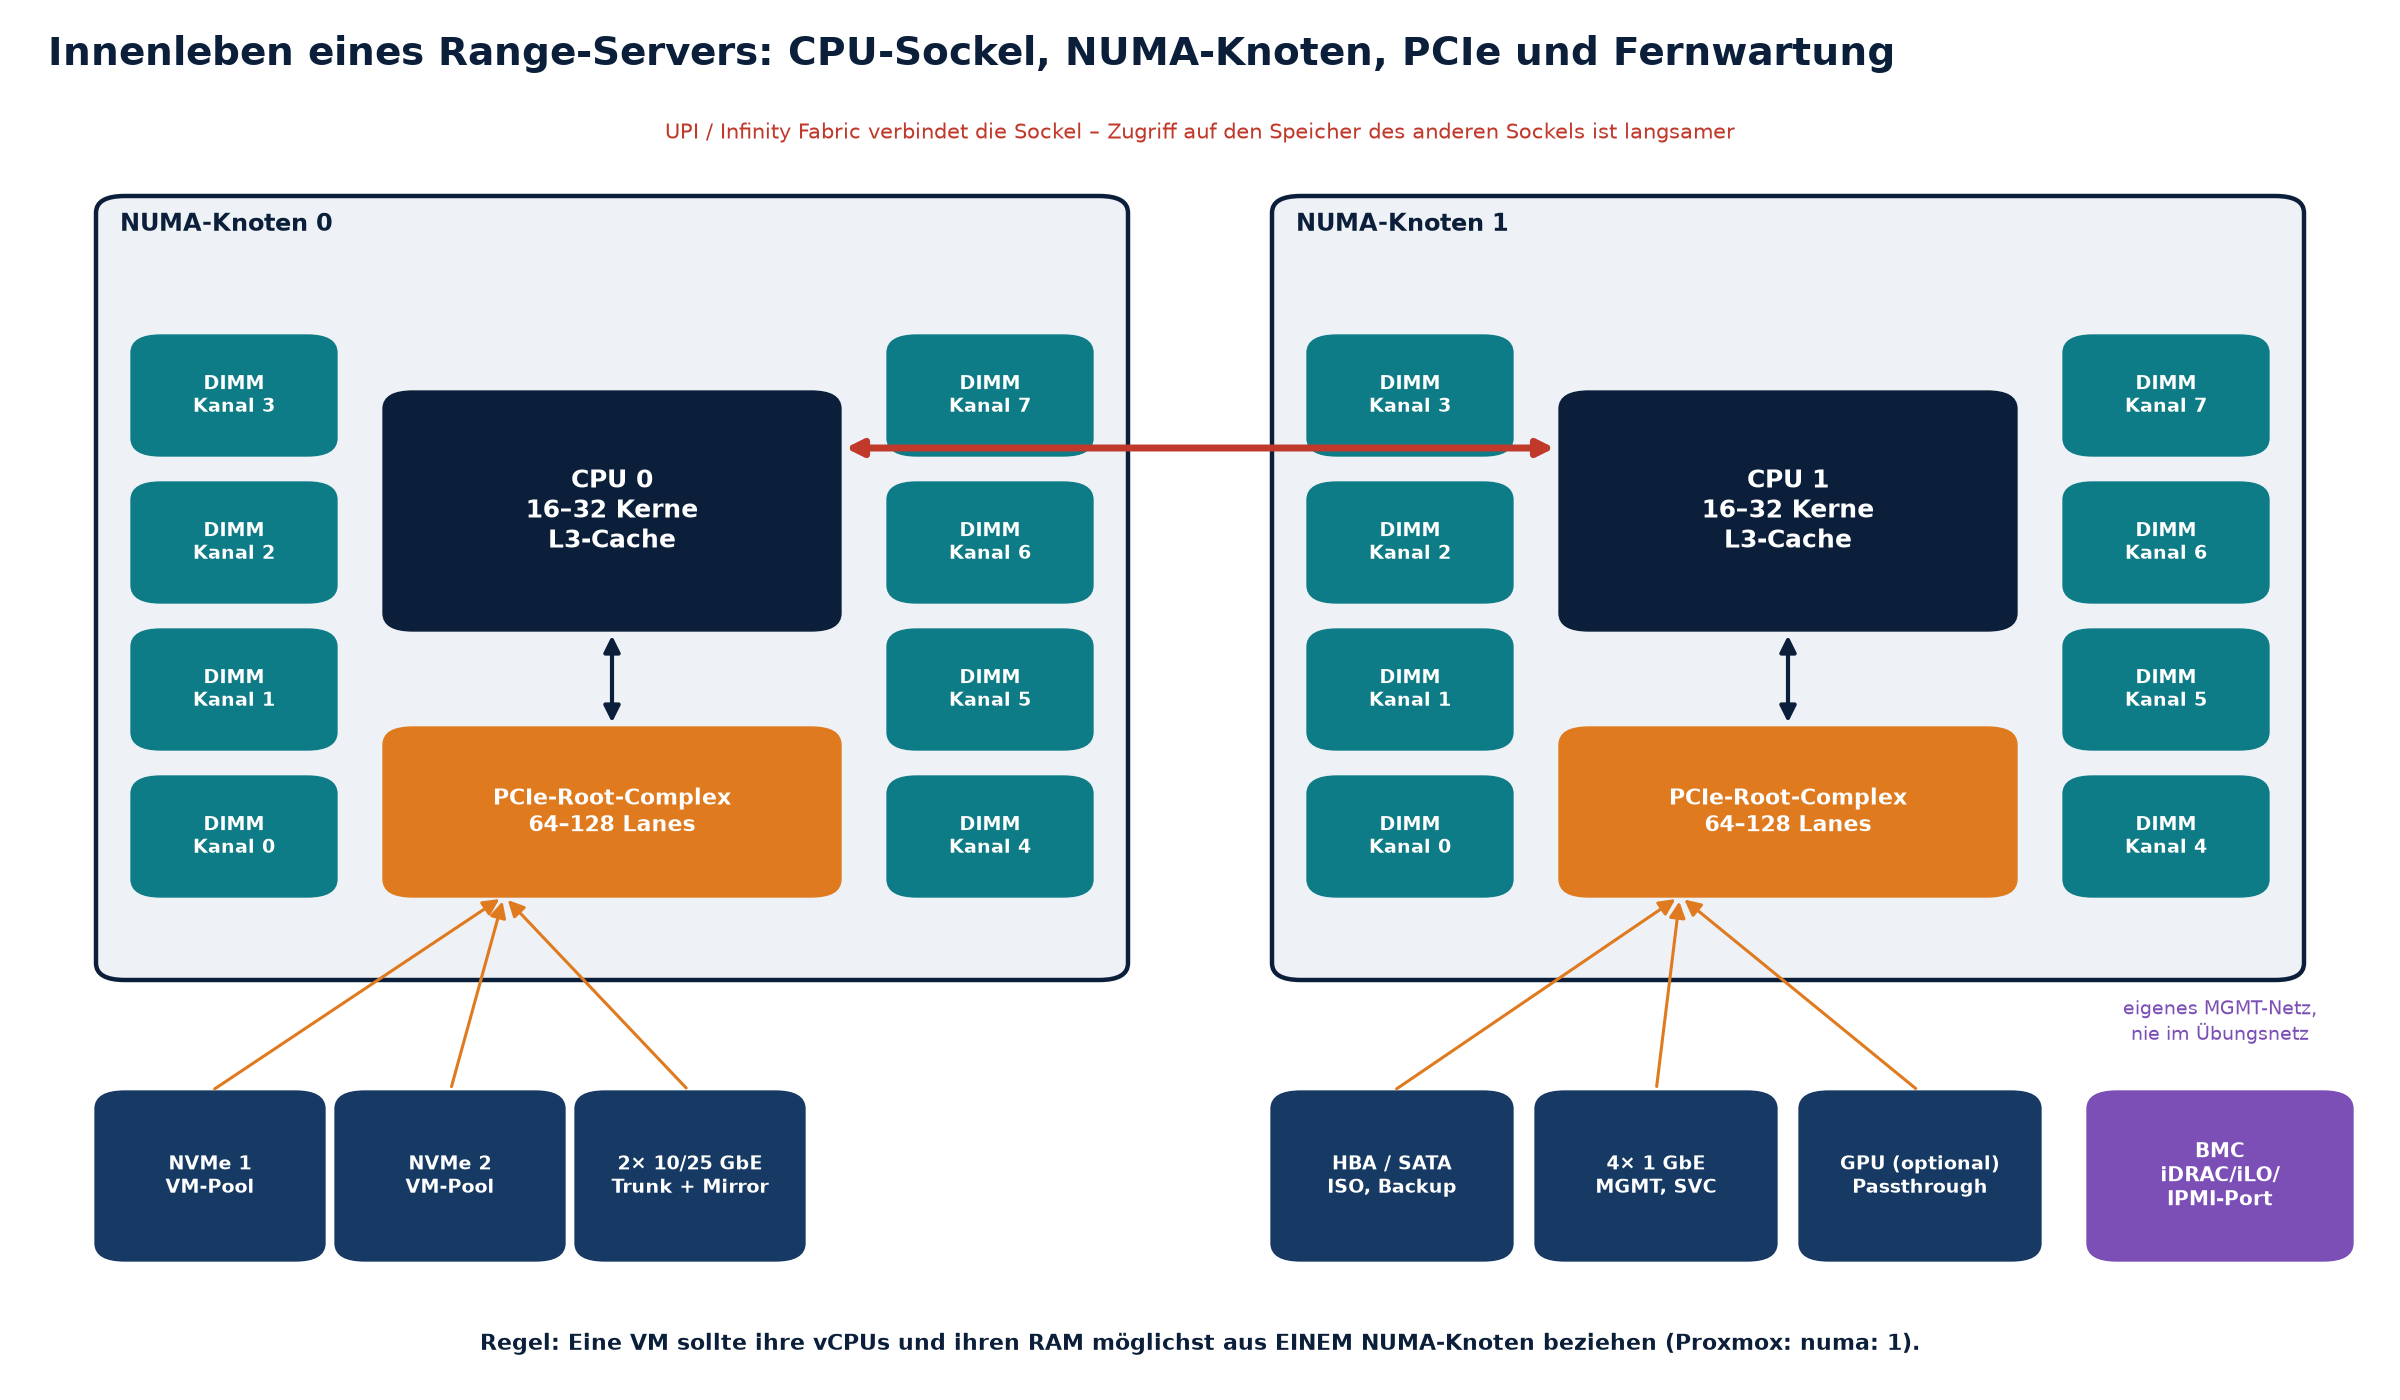 Innenleben eines Range-Servers: CPU-Sockel, NUMA-Knoten, PCIe und Fernwartung
UPI / Infinity Fabric verbindet die Sockel – Zugriff auf den Speicher des anderen Sockels ist langsamer
NUMA-Knoten 0
DIMM
Kanal 3
DIMM
Kanal 2
DIMM
Kanal 1
DIMM
Kanal 0
CPU 0
16–32 Kerne
L3-Cache
PCIe-Root-Complex
64–128 Lanes
DIMM
Kanal 7
DIMM
Kanal 6
DIMM
Kanal 5
DIMM
Kanal 4
NUMA-Knoten 1
DIMM
Kanal 3
DIMM
Kanal 2
DIMM
Kanal 1
DIMM
Kanal 0
CPU 1
16–32 Kerne
L3-Cache
PCIe-Root-Complex
64–128 Lanes
DIMM
Kanal 7
DIMM
Kanal 6
DIMM
Kanal 5
DIMM
Kanal 4
NVMe 1
VM-Pool
NVMe 2
VM-Pool
2× 10/25 GbE
Trunk + Mirror
HBA / SATA
ISO, Backup
4× 1 GbE
MGMT, SVC
GPU (optional)
Passthrough
eigenes MGMT-Netz,
nie im Übungsnetz
BMC
iDRAC/iLO/
IPMI-Port
Regel: Eine VM sollte ihre vCPUs und ihren RAM möglichst aus EINEM NUMA-Knoten beziehen (Proxmox: numa: 1).